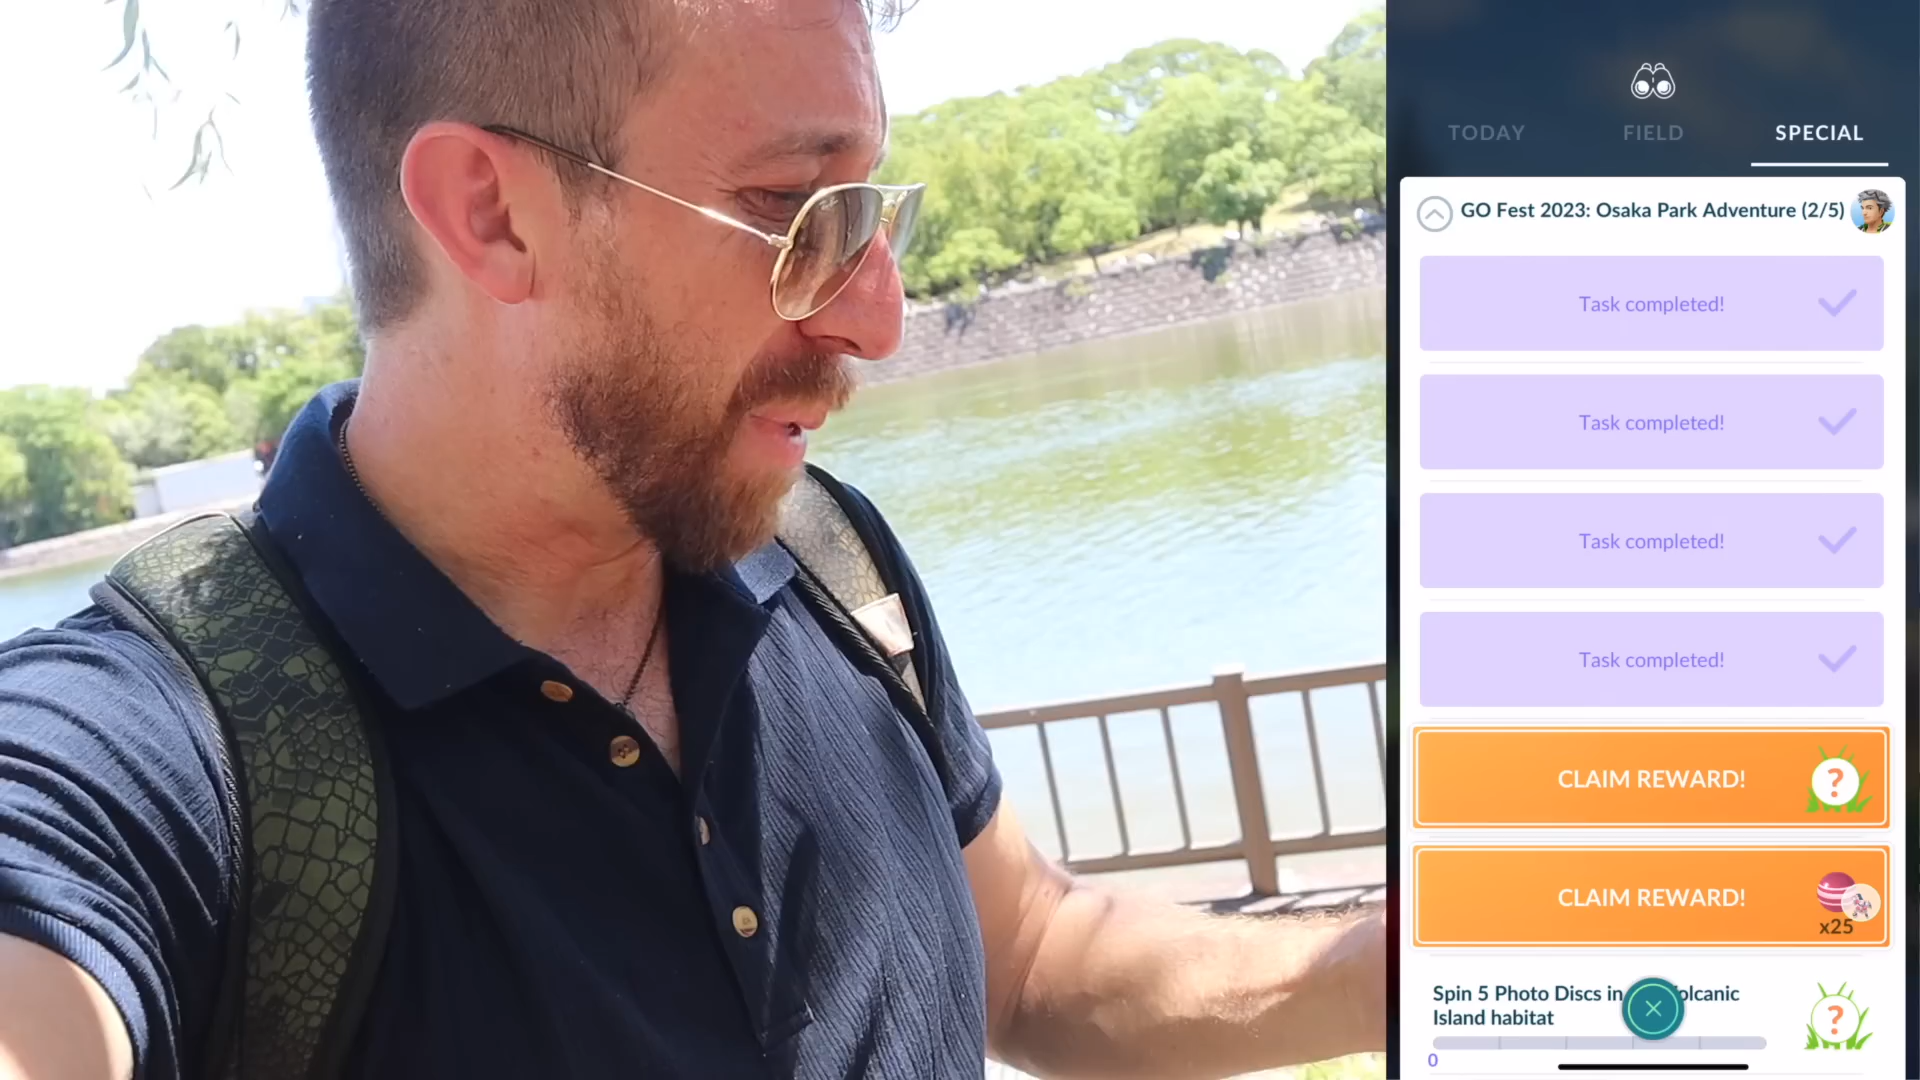 TODAY
FIELD
SPECIAL
GO Fest 2023: Osaka Park Adventure (2/5)
Task completed!
Task completed!
Task completed!
Task completed!
CLAIM REWARD!
?
CLAIM REWARD!
x25
Spin 5 Photo Discs in olcanic
Island habitat
?
0